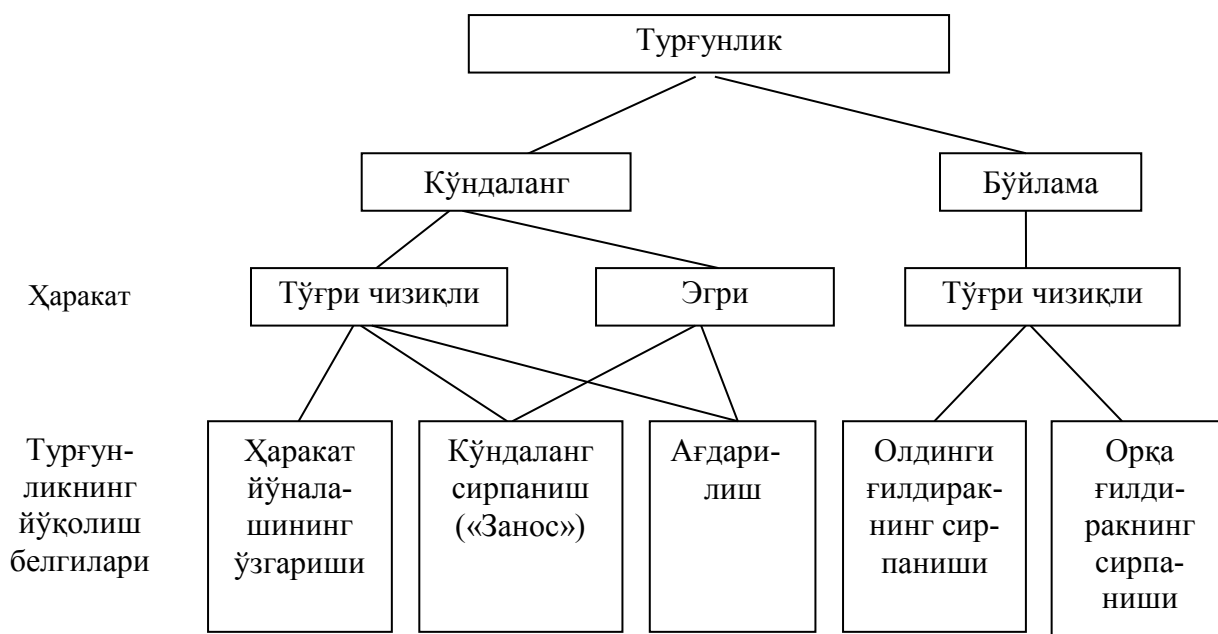 Турғунлик
Кўндаланг
Бўйлама
Ҳаракат
Тўғри чизиқли
Эгри
Тўғри чизиқли
Турғун-
ликнинг
йўқолиш
белгилари
Ҳаракат
йўнала-
шининг
ўзгариши
Кўндаланг
сирпаниш
(«Занос»)
Ағдари-
лиш
Олдинги
ғилдирак-
нинг сир-
паниши
Орқа
ғилди-
ракнинг
сирпа-
ниши